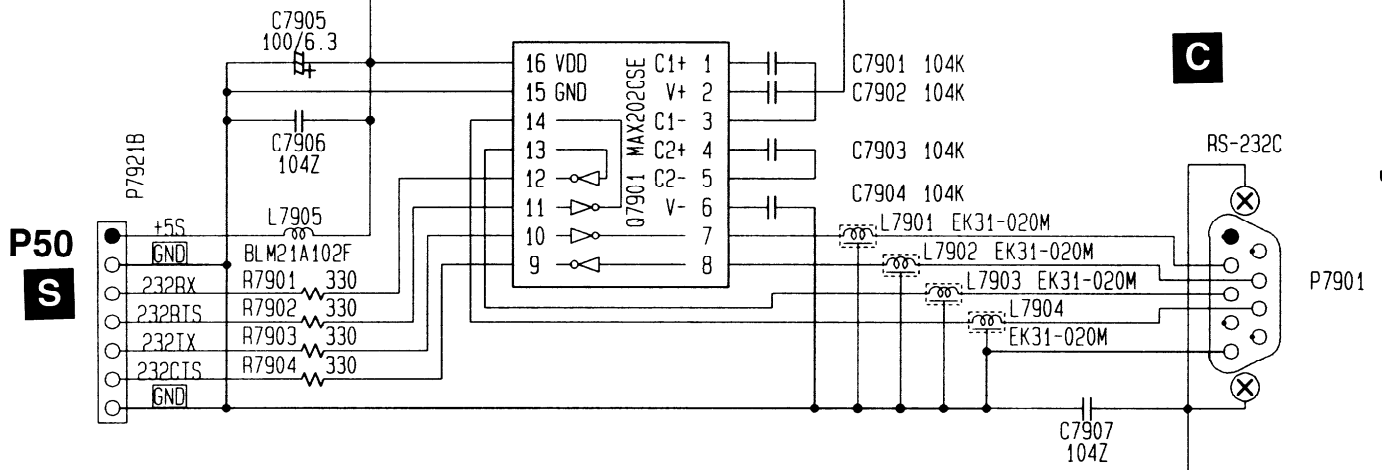 C7905
100/6.3
C7906
104Z
P7921B
P50
S
+5S
GND
232RX
232RTS
232TX
232CTS
GND
L7905
BLM21A102F
R7901 330
R7902 330
R7903 330
R7904 330
16 VDD
15 GND
14
13
12
11
10
9
Q7901 MAX202CSE
C1+ 1
V+ 2
C1- 3
C2+ 4
C2- 5
V- 6
7
8
C7901 104K
C7902 104K
C7903 104K
C7904 104K
L7901 EK31-020M
L7902 EK31-020M
L7903 EK31-020M
L7904
EK31-020M
C
RS-232C
P7901
C7907
104Z